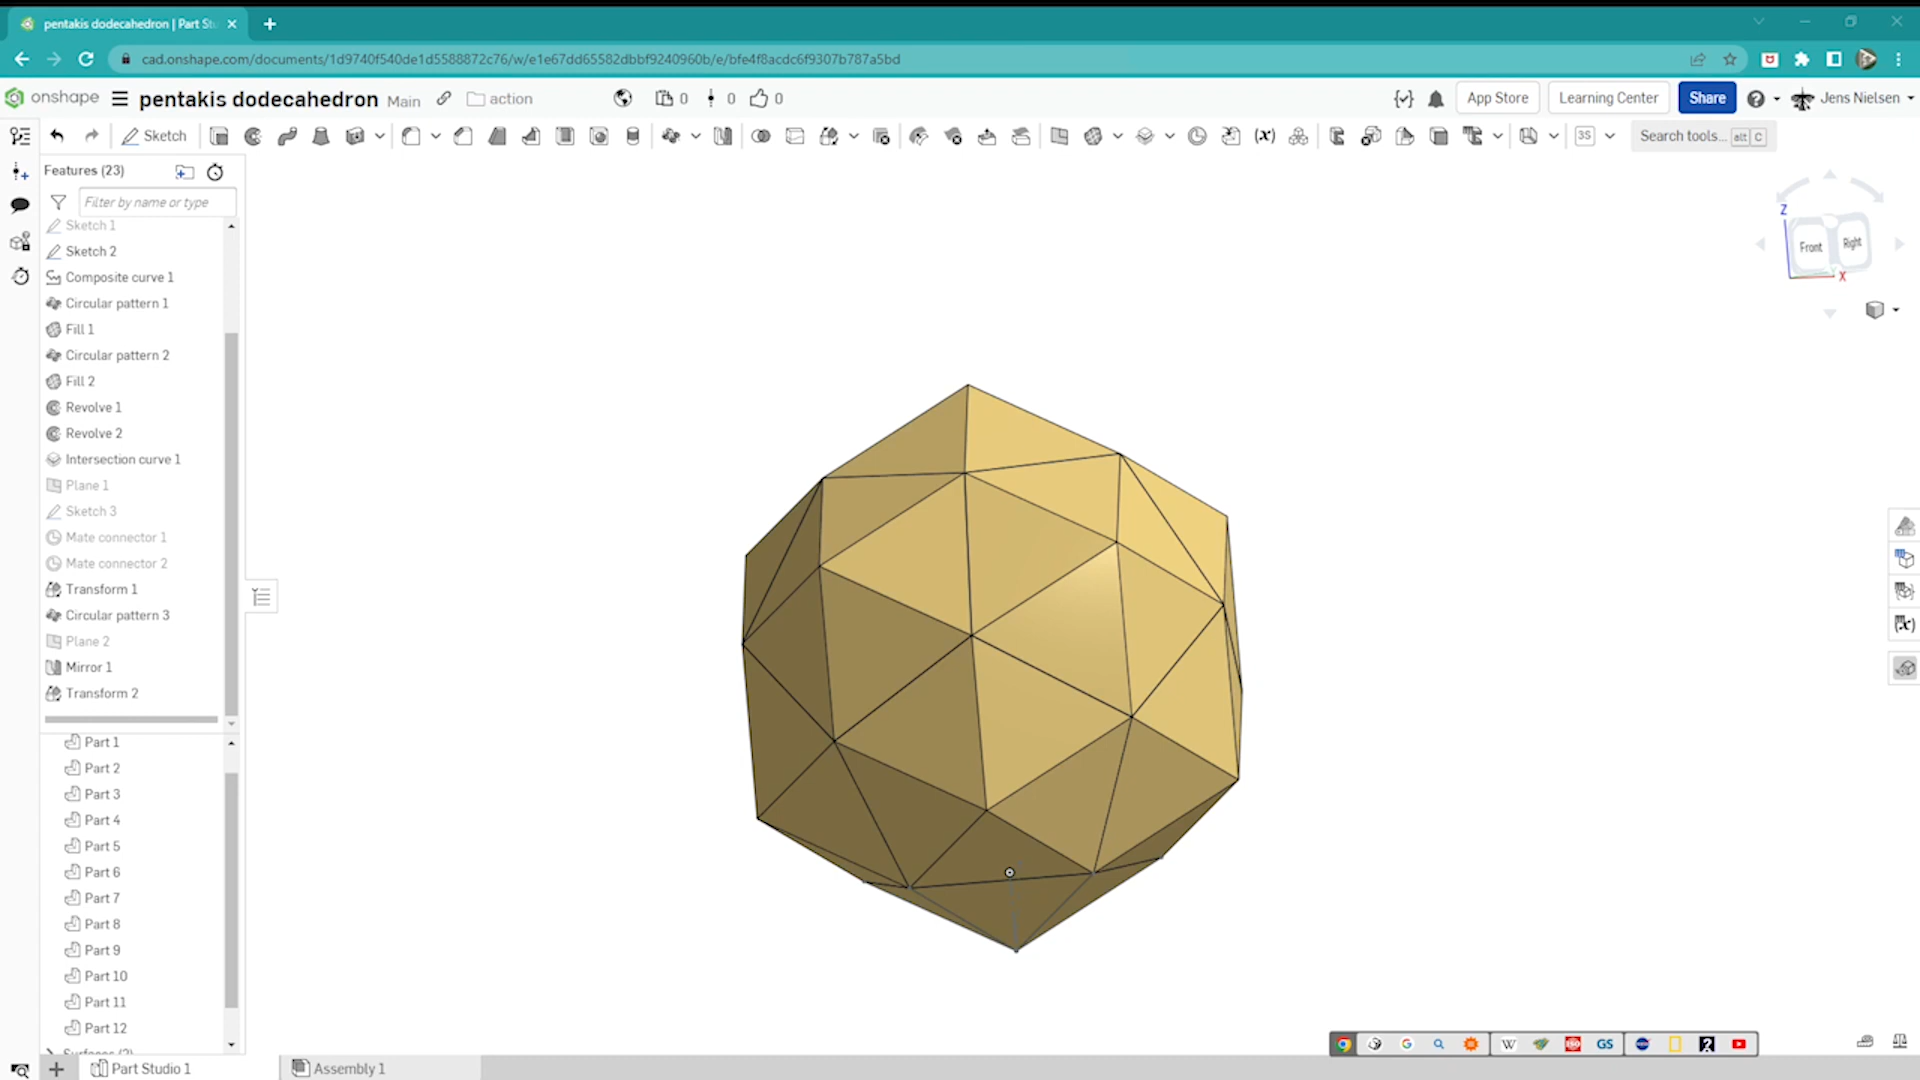 pentakis dodecahedron | Part St
cad.onshape.com/documents/1d9740f540de1d5588872c76/w/e1e67dd65582dbbf9240960b/e/bfe4f8acdc6f9307b787a5bd
onshape pentakis dodecahedron Main action 0 0 0 App Store Learning Center Share Jens Nielsen
Sketch (x) 3S Search tools... alt C
Features (23)
Filter by name or type
Sketch 1
Sketch 2
Composite curve 1
Circular pattern 1
Fill 1
Circular pattern 2
Fill 2
Revolve 1
Revolve 2
Intersection curve 1
Plane 1
Sketch 3
Mate connector 1
Mate connector 2
Transform 1
Circular pattern 3
Plane 2
Mirror 1
Transform 2
Part 1
Part 2
Part 3
Part 4
Part 5
Part 6
Part 7
Part 8
Part 9
Part 10
Part 11
Part 12
Surfaces (2)
Z
Front Right
X
(x)
G W GS ?
Part Studio 1 Assembly 1